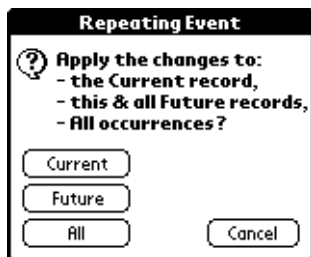 Repeating Event
Apply the changes to:
- the Current record,
- this & all Future records,
- All occurrences?
Current
Future
All
Cancel